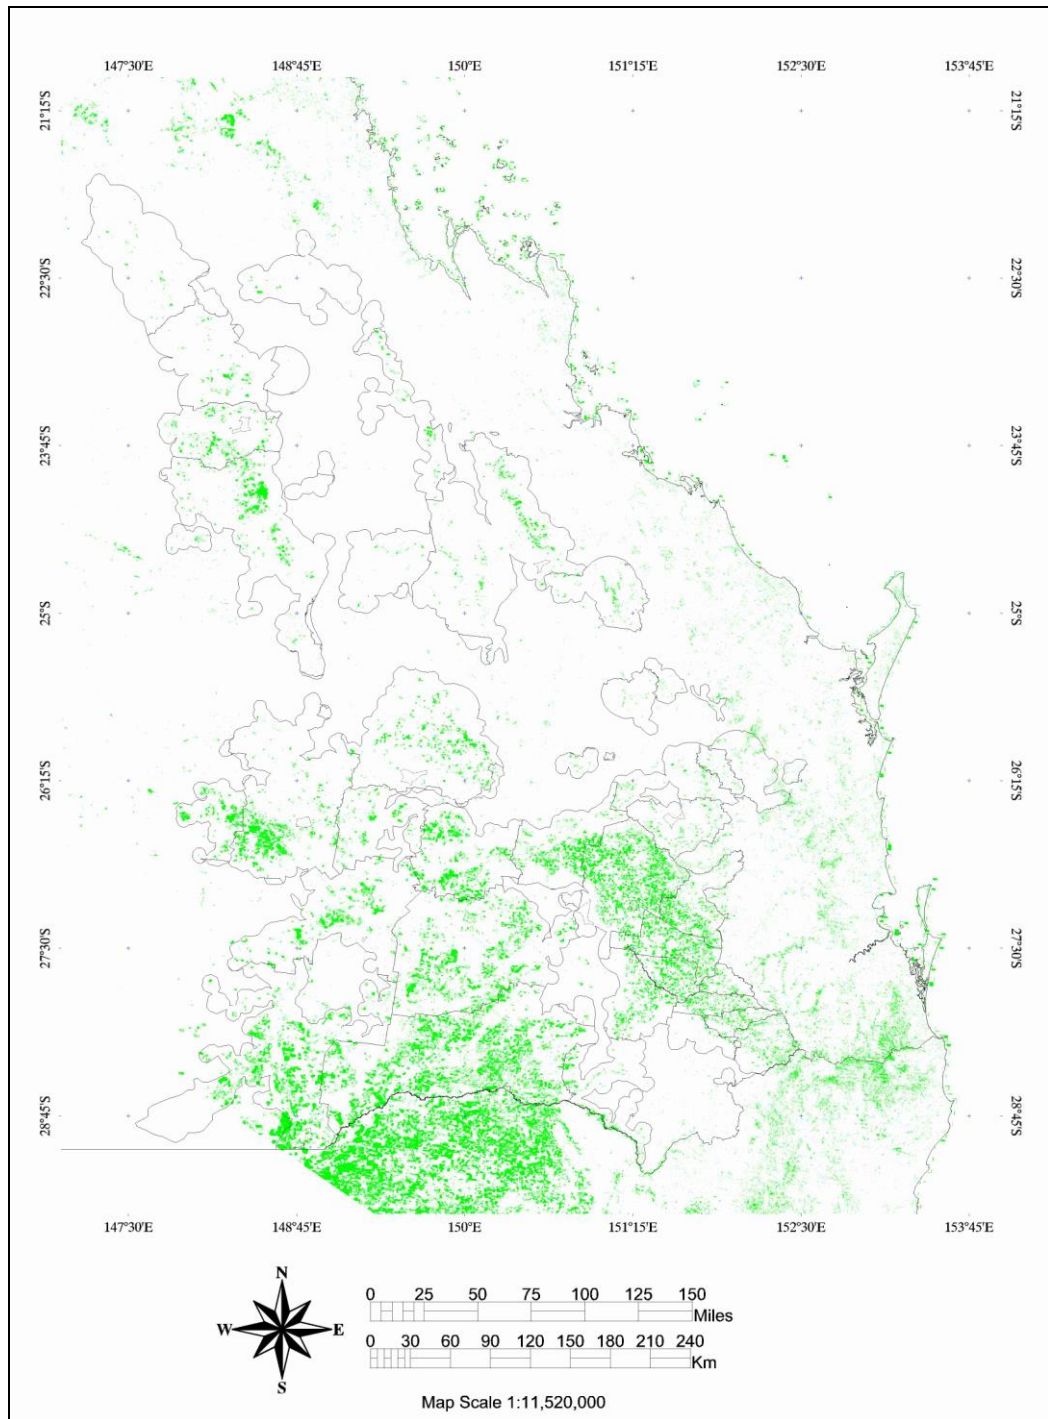 147°30'E 148°45'E 150°E 151°15'E 152°30'E 153°45'E
21°15'S 21°15'S
22°30'S 22°30'S
23°45'S 23°45'S
25°S 25°S
26°15'S 26°15'S
27°30'S 27°30'S
28°45'S 28°45'S
147°30'E 148°45'E 150°E 151°15'E 152°30'E 153°45'E
N
W E
S
0 25 50 75 100 125 150
Miles
0 30 60 90 120 150 180 210 240
Km
Map Scale 1:11,520,000